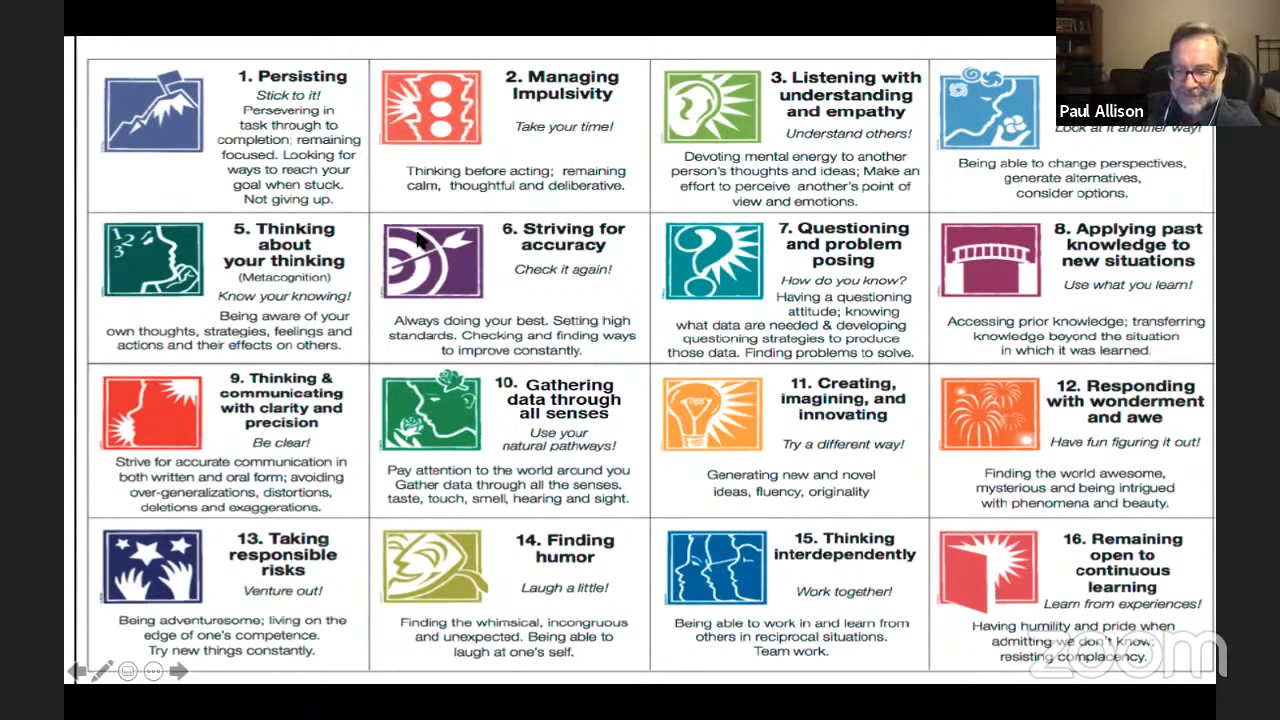 Paul Allison
1. Persisting
Stick to it!
Persevering in
task through to
completion; remaining
focused. Looking for
ways to reach your
goal when stuck.
Not giving up.
2. Managing
Impulsivity
Take your time!
Thinking before acting; remaining
calm, thoughtful and deliberative.
3. Listening with
understanding
and empathy
Understand others!
Devoting mental energy to another
person's thoughts and ideas; Make an
effort to perceive another's point of
view and emotions.
Look at it another way!
Being able to change perspectives,
generate alternatives,
consider options.
123
5. Thinking
about
your thinking
(Metacognition)
Know your knowing!
Being aware of your
own thoughts, strategies, feelings and
actions and their effects on others.
6. Striving for
accuracy
Check it again!
Always doing your best. Setting high
standards. Checking and finding ways
to improve constantly.
7. Questioning
and problem
posing
How do you know?
Having a questioning
attitude; knowing
what data are needed & developing
questioning strategies to produce
those data. Finding problems to solve.
8. Applying past
knowledge to
new situations
Use what you learn!
Accessing prior knowledge; transferring
knowledge beyond the situation
in which it was learned.
9. Thinking &
communicating
with clarity and
precision
Be clear!
Strive for accurate communication in
both written and oral form; avoiding
over-generalizations, distortions,
deletions and exaggerations.
10. Gathering
data through
all senses
Use your
natural pathways!
Pay attention to the world around you
Gather data through all the senses.
taste, touch, smell, hearing and sight.
11. Creating,
imagining, and
innovating
Try a different way!
Generating new and novel
ideas, fluency, originality
12. Responding
with wonderment
and awe
Have fun figuring it out!
Finding the world awesome,
mysterious and being intrigued
with phenomena and beauty.
13. Taking
responsible
risks
Venture out!
Being adventuresome; living on the
edge of one's competence.
Try new things constantly.
14. Finding
humor
Laugh a little!
Finding the whimsical, incongruous
and unexpected. Being able to
laugh at one's self.
15. Thinking
interdependently
Work together!
Being able to work in and learn from
others in reciprocal situations.
Team work.
16. Remaining
open to
continuous
learning
Learn from experiences!
Having humility and pride when
admitting we don't know;
resisting complacency.
zoom